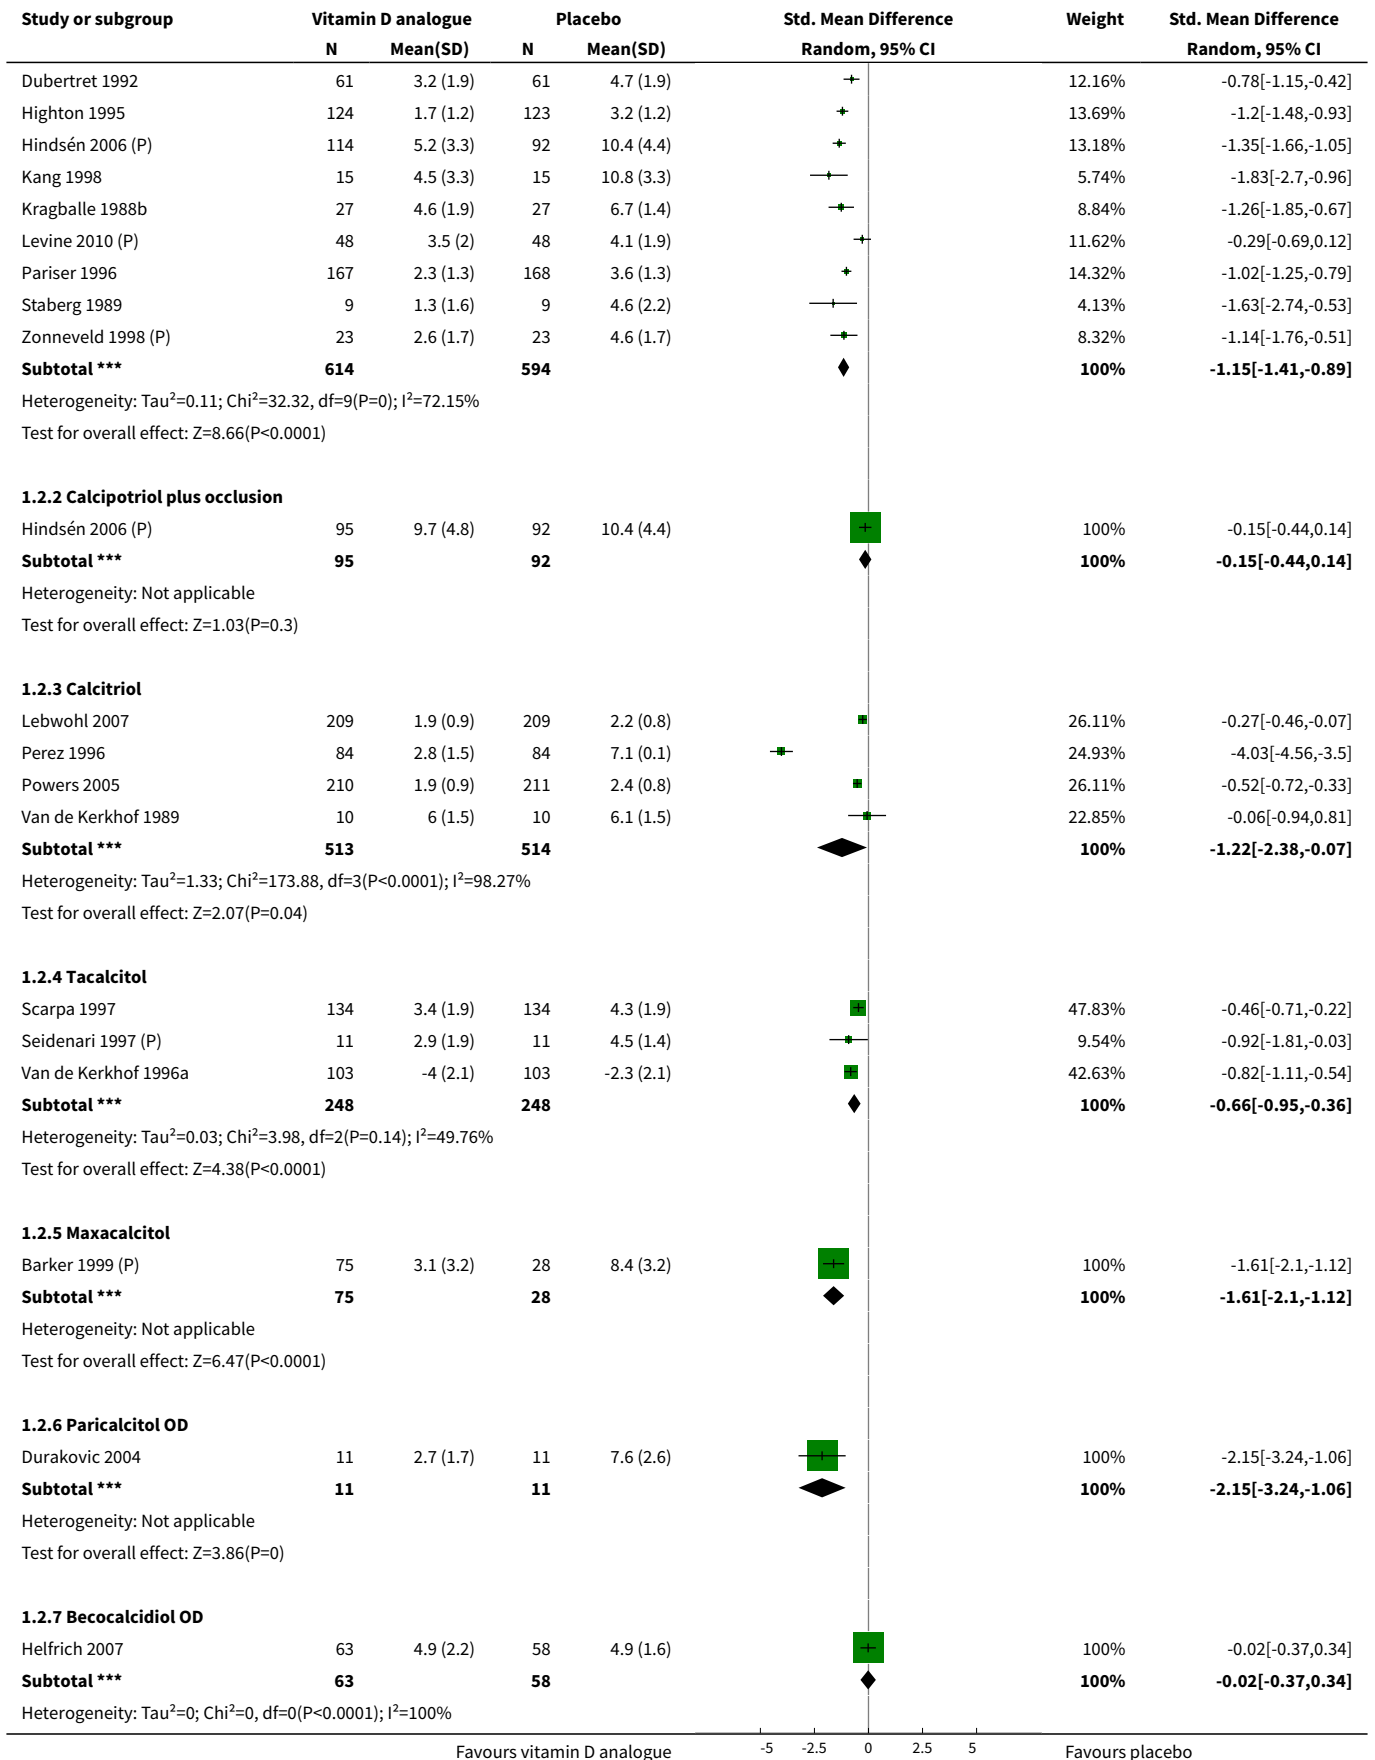 Study or subgroup Vitamin D analogue Placebo Std. Mean Difference Weight Std. Mean Difference
N Mean(SD) N Mean(SD) Random, 95% CI Random, 95% CI
Dubertret 1992 61 3.2 (1.9) 61 4.7 (1.9) 12.16% -0.78[-1.15,-0.42]
Highton 1995 124 1.7 (1.2) 123 3.2 (1.2) 13.69% -1.2[-1.48,-0.93]
Hindsén 2006 (P) 114 5.2 (3.3) 92 10.4 (4.4) 13.18% -1.35[-1.66,-1.05]
Kang 1998 15 4.5 (3.3) 15 10.8 (3.3) 5.74% -1.83[-2.7,-0.96]
Kragballe 1988b 27 4.6 (1.9) 27 6.7 (1.4) 8.84% -1.26[-1.85,-0.67]
Levine 2010 (P) 48 3.5 (2) 48 4.1 (1.9) 11.62% -0.29[-0.69,0.12]
Pariser 1996 167 2.3 (1.3) 168 3.6 (1.3) 14.32% -1.02[-1.25,-0.79]
Staberg 1989 9 1.3 (1.6) 9 4.6 (2.2) 4.13% -1.63[-2.74,-0.53]
Zonneveld 1998 (P) 23 2.6 (1.7) 23 4.6 (1.7) 8.32% -1.14[-1.76,-0.51]
Subtotal *** 614 594 100% -1.15[-1.41,-0.89]
Heterogeneity: Tau²=0.11; Chi²=32.32, df=9(P=0); I²=72.15%
Test for overall effect: Z=8.66(P<0.0001)
1.2.2 Calcipotriol plus occlusion
Hindsén 2006 (P) 95 9.7 (4.8) 92 10.4 (4.4) 100% -0.15[-0.44,0.14]
Subtotal *** 95 92 100% -0.15[-0.44,0.14]
Heterogeneity: Not applicable
Test for overall effect: Z=1.03(P=0.3)
1.2.3 Calcitriol
Lebwohl 2007 209 1.9 (0.9) 209 2.2 (0.8) 26.11% -0.27[-0.46,-0.07]
Perez 1996 84 2.8 (1.5) 84 7.1 (0.1) 24.93% -4.03[-4.56,-3.5]
Powers 2005 210 1.9 (0.9) 211 2.4 (0.8) 26.11% -0.52[-0.72,-0.33]
Van de Kerkhof 1989 10 6 (1.5) 10 6.1 (1.5) 22.85% -0.06[-0.94,0.81]
Subtotal *** 513 514 100% -1.22[-2.38,-0.07]
Heterogeneity: Tau²=1.33; Chi²=173.88, df=3(P<0.0001); I²=98.27%
Test for overall effect: Z=2.07(P=0.04)
1.2.4 Tacalcitol
Scarpa 1997 134 3.4 (1.9) 134 4.3 (1.9) 47.83% -0.46[-0.71,-0.22]
Seidenari 1997 (P) 11 2.9 (1.9) 11 4.5 (1.4) 9.54% -0.92[-1.81,-0.03]
Van de Kerkhof 1996a 103 -4 (2.1) 103 -2.3 (2.1) 42.63% -0.82[-1.11,-0.54]
Subtotal *** 248 248 100% -0.66[-0.95,-0.36]
Heterogeneity: Tau²=0.03; Chi²=3.98, df=2(P=0.14); I²=49.76%
Test for overall effect: Z=4.38(P<0.0001)
1.2.5 Maxacalcitol
Barker 1999 (P) 75 3.1 (3.2) 28 8.4 (3.2) 100% -1.61[-2.1,-1.12]
Subtotal *** 75 28 100% -1.61[-2.1,-1.12]
Heterogeneity: Not applicable
Test for overall effect: Z=6.47(P<0.0001)
1.2.6 Paricalcitol OD
Durakovic 2004 11 2.7 (1.7) 11 7.6 (2.6) 100% -2.15[-3.24,-1.06]
Subtotal *** 11 11 100% -2.15[-3.24,-1.06]
Heterogeneity: Not applicable
Test for overall effect: Z=3.86(P=0)
1.2.7 Becocalcidiol OD
Helfrich 2007 63 4.9 (2.2) 58 4.9 (1.6) 100% -0.02[-0.37,0.34]
Subtotal *** 63 58 100% -0.02[-0.37,0.34]
Heterogeneity: Tau²=0; Chi²=0, df=0(P<0.0001); I²=100%
Favours vitamin D analogue -5 -2.5 0 2.5 5 Favours placebo